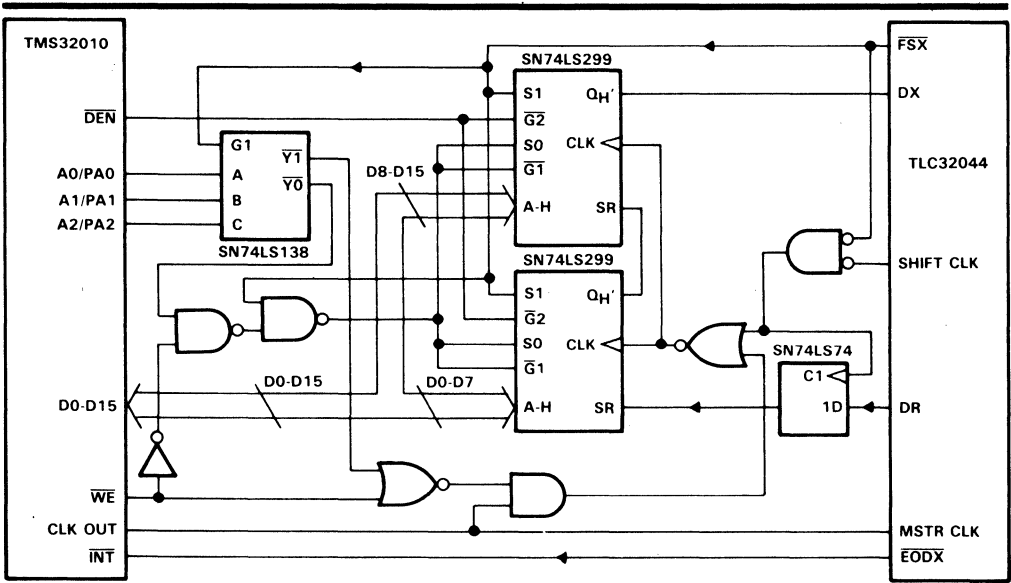 TMS32010
DEN
A0/PA0
A1/PA1
A2/PA2
D0-D15
WE
CLK OUT
INT
G1
A
B
C
Y1
Y0
SN74LS138
D8-D15
D0-D15
D0-D7
SN74LS299
S1
G2
S0
G1
A-H
QH'
CLK
SR
SN74LS299
S1
G2
S0
G1
A-H
QH'
CLK
SR
SN74LS74
C1
1D
FSX
DX
TLC32044
SHIFT CLK
DR
MSTR CLK
EODX